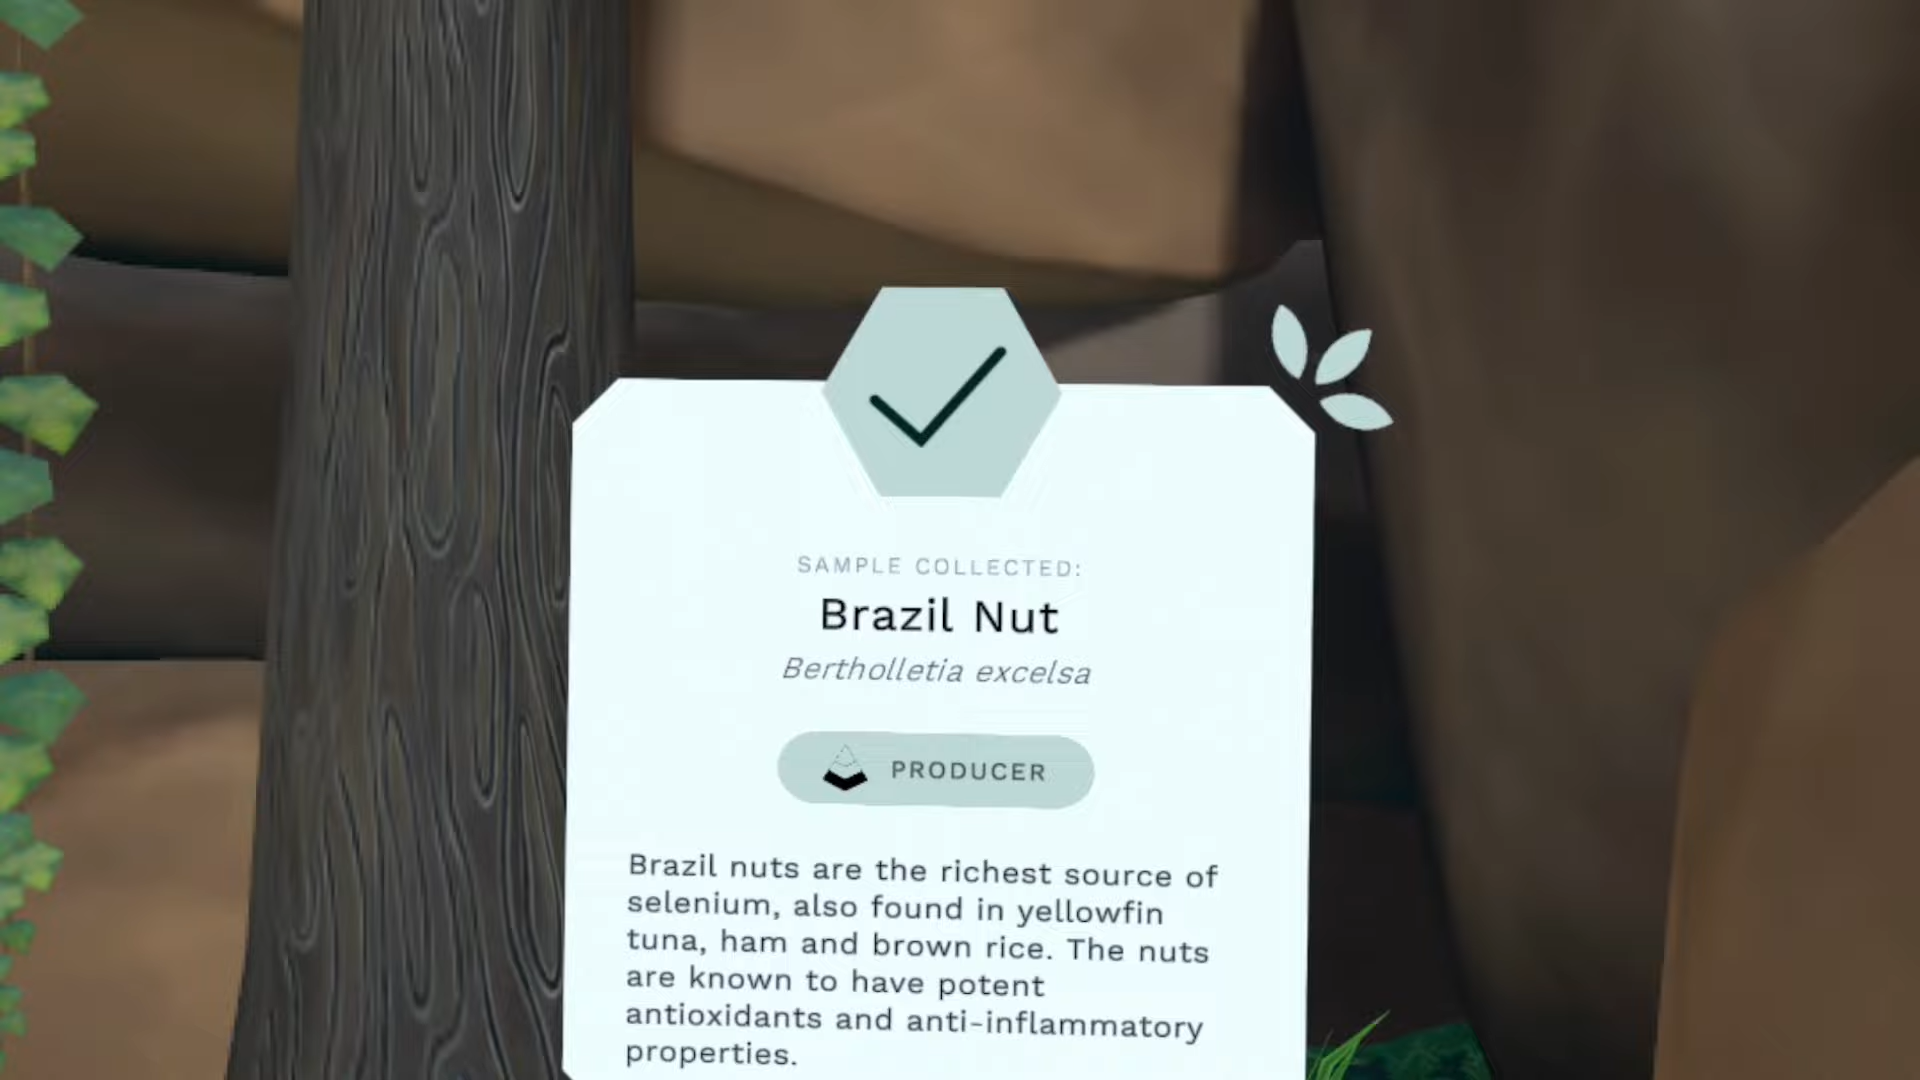 SAMPLE COLLECTED:
Brazil Nut
Bertholletia excelsa
PRODUCER
Brazil nuts are the richest source of
selenium, also found in yellowfin
tuna, ham and brown rice. The nuts
are known to have potent
antioxidants and anti-inflammatory
properties.